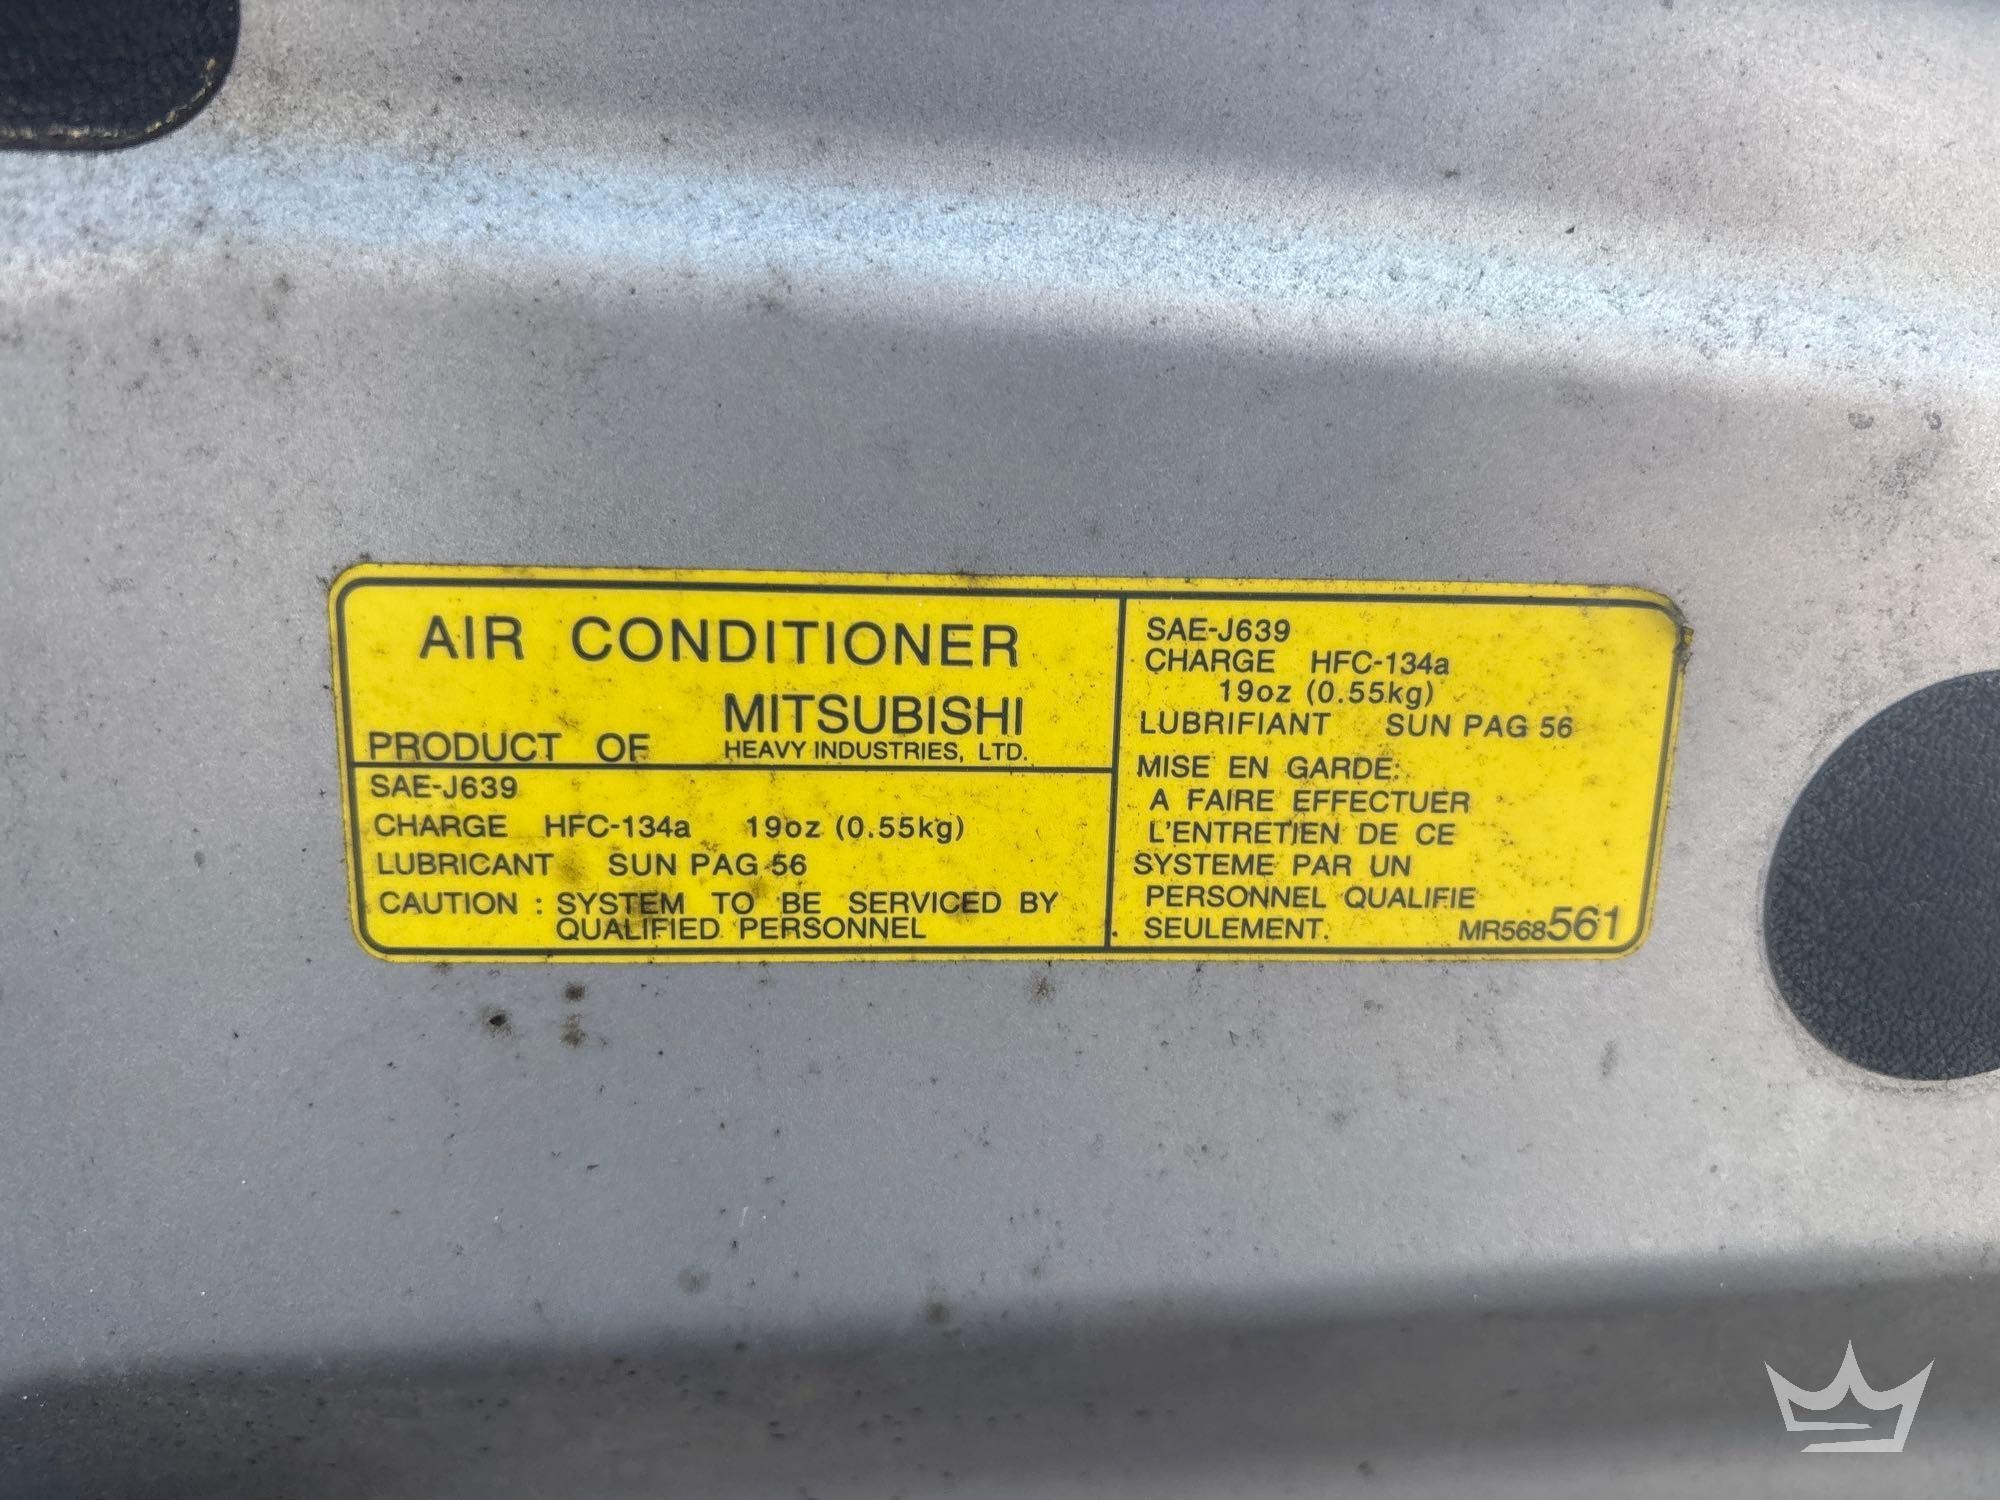 AIR CONDITIONER
PRODUCT OF MITSUBISHI
HEAVY INDUSTRIES, LTD.
SAE-J639
CHARGE HFC-134a 19oz (0.55kg)
LUBRICANT SUN PAG 56
CAUTION : SYSTEM TO BE SERVICED BY
QUALIFIED PERSONNEL
SAE-J639
CHARGE HFC-134a
19oz (0.55kg)
LUBRIFIANT SUN PAG 56
MISE EN GARDE:
A FAIRE EFFECTUER
L'ENTRETIEN DE CE
SYSTEME PAR UN
PERSONNEL QUALIFIE
SEULEMENT. MR568561